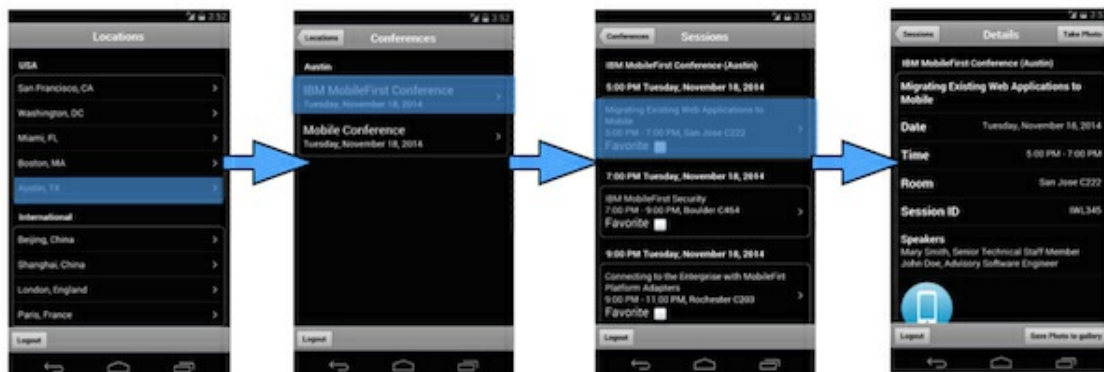 3:52
Locations
USA
San Francisco, CA
Washington, DC
Miami, FL
Boston, MA
Austin, TX
International
Beijing, China
Shanghai, China
London, England
Paris, France
Logout
3:52
Locations
Conferences
Austin
IBM MobileFirst Conference
Tuesday, November 18, 2014
Mobile Conference
Tuesday, November 18, 2014
Logout
3:53
Conferences
Sessions
IBM MobileFirst Conference (Austin)
5:00 PM Tuesday, November 18, 2014
Migrating Existing Web Applications to
Mobile
5:00 PM - 7:00 PM, San Jose C222
Favorite
7:00 PM Tuesday, November 18, 2014
IBM MobileFirst Security
7:00 PM - 9:00 PM, Boulder C454
Favorite
9:00 PM Tuesday, November 18, 2014
Connecting to the Enterprise with MobileFirt
Platform Adapters
9:00 PM - 11:00 PM, Rochester C203
Favorite
Logout
Sessions
Details
Take Photo
IBM MobileFirst Conference (Austin)
Migrating Existing Web Applications to
Mobile
Date Tuesday, November 18, 2014
Time 5:00 PM - 7:00 PM
Room San Jose C222
Session ID IWL345
Speakers
Mary Smith, Senior Technical Staff Member
John Doe, Advisory Software Engineer
Logout
Save Photo to gallery